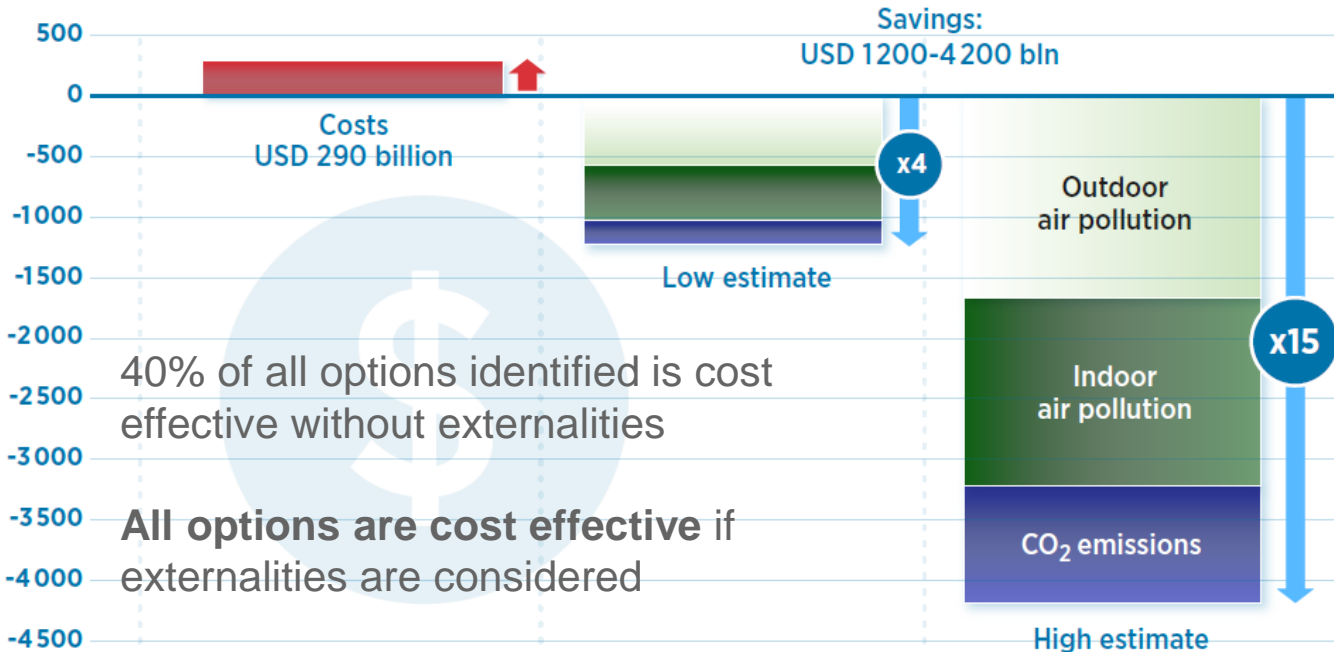 Savings:
USD 1200-4200 bln
500
0
-500
-1000
-1500
-2000
-2500
-3000
-3500
-4000
-4500
Costs
USD 290 billion
x4
Low estimate
Outdoor
air pollution
Indoor
air pollution
CO₂ emissions
x15
High estimate
$
40% of all options identified is cost
effective without externalities
All options are cost effective if
externalities are considered